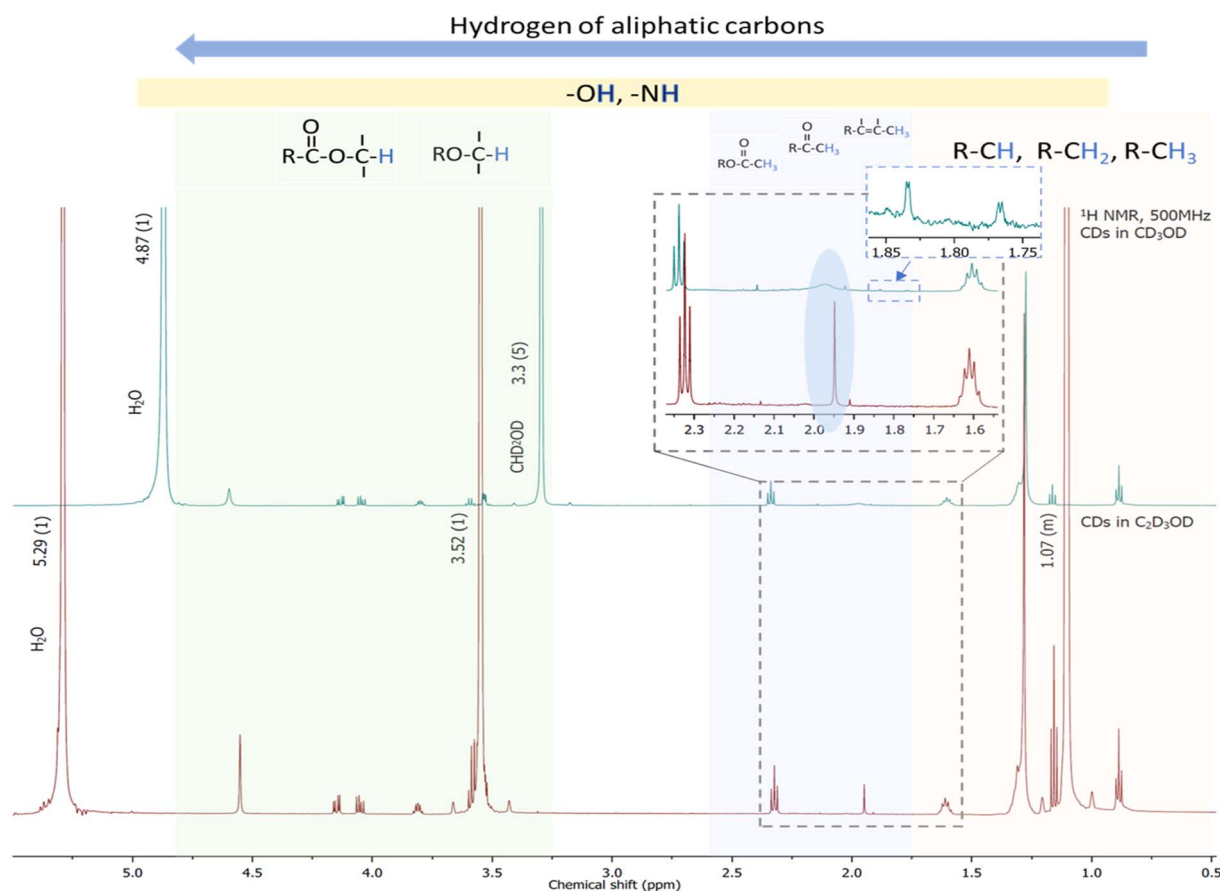 Hydrogen of aliphatic carbons
-OH, -NH
O
R-C-O-C-H
RO-C-H
O
RO-C-CH3
O
R-C-CH3
R-C=C-CH3
R-CH, R-CH2, R-CH3
1H NMR, 500MHz
CDs in CD3OD
1.85 1.80 1.75
2.3 2.2 2.1 2.0 1.9 1.8 1.7 1.6
4.87 (1)
H2O
3.3 (5)
CHD2OD
CDs in C2D3OD
5.29 (1)
H2O
3.52 (1)
1.07 (m)
5.0 4.5 4.0 3.5 3.0 2.5 2.0 1.5 1.0 0.5
Chemical shift (ppm)